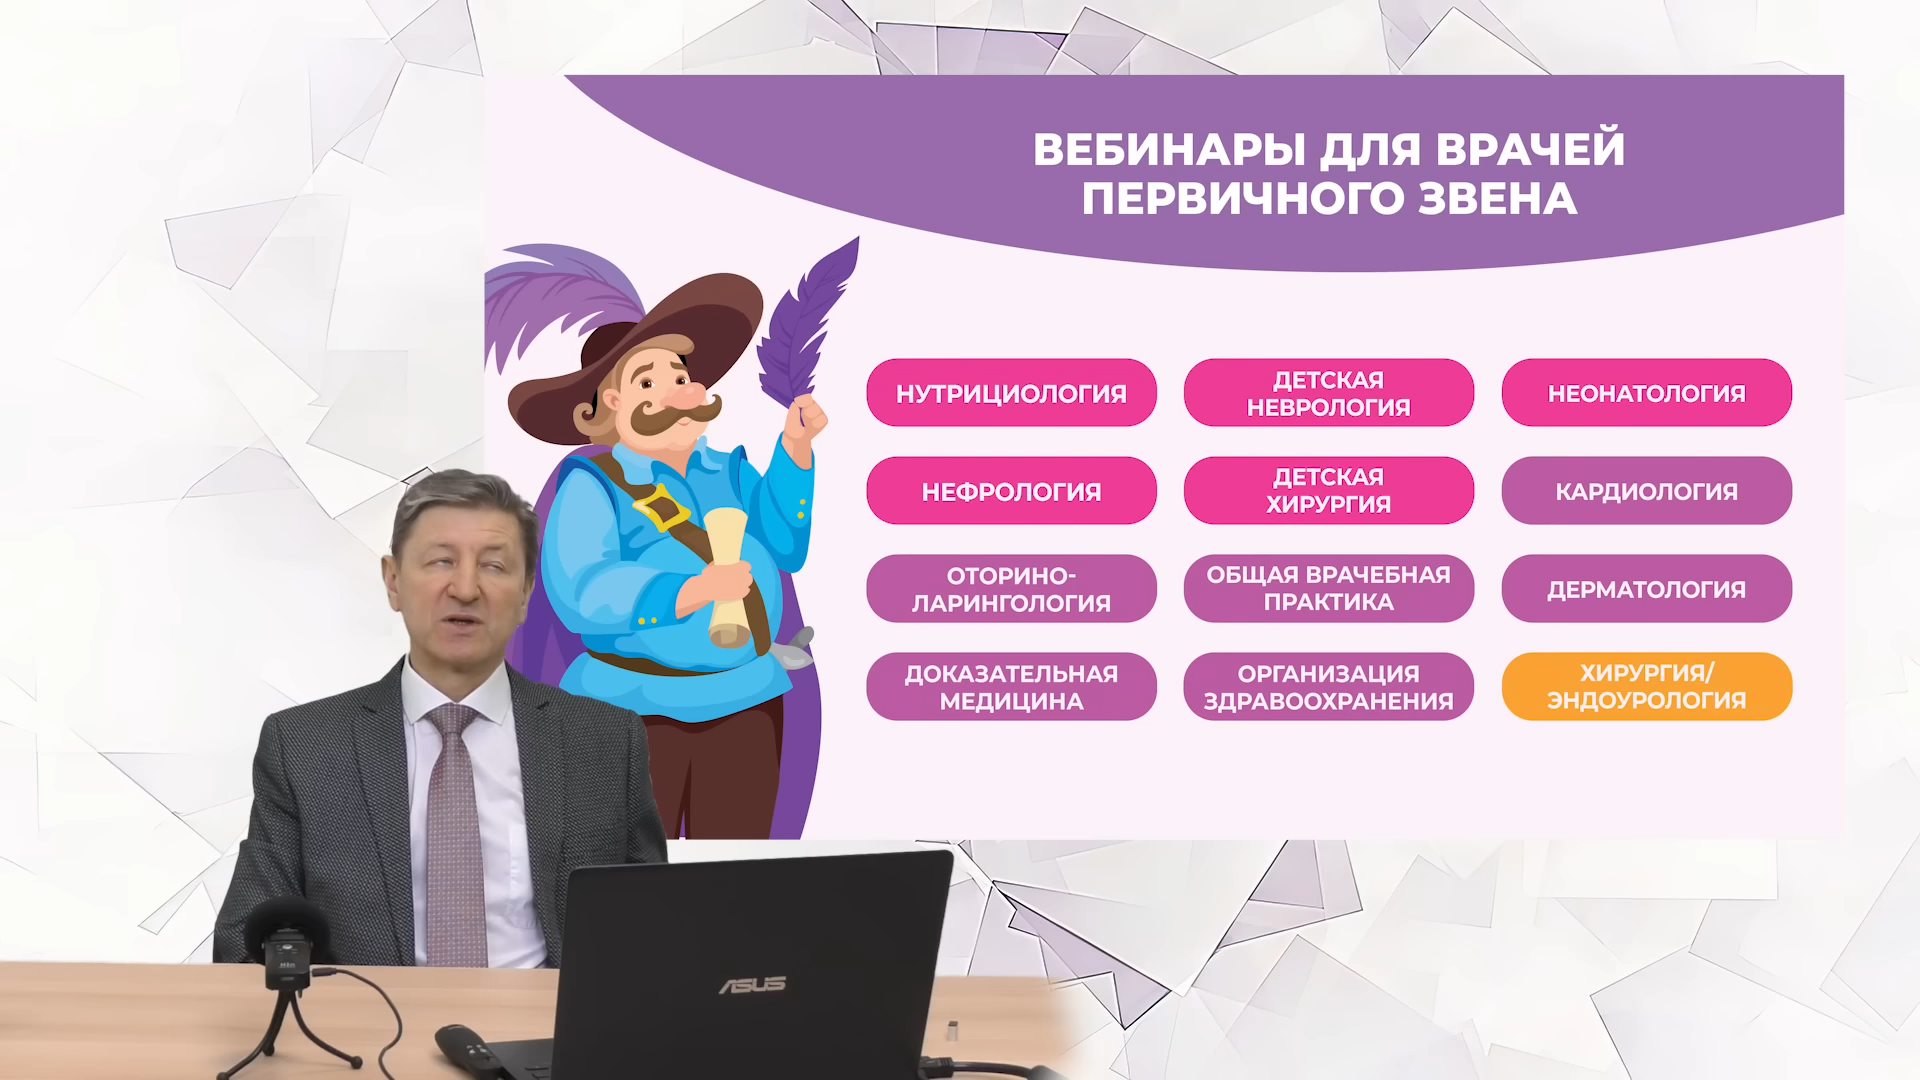 ВЕБИНАРЫ ДЛЯ ВРАЧЕЙ
ПЕРВИЧНОГО ЗВЕНА
НУТРИЦИОЛОГИЯ
ДЕТСКАЯ
НЕВРОЛОГИЯ
НЕОНАТОЛОГИЯ
НЕФРОЛОГИЯ
ДЕТСКАЯ
ХИРУРГИЯ
КАРДИОЛОГИЯ
ОТОРИНО-
ЛАРИНГОЛОГИЯ
ОБЩАЯ ВРАЧЕБНАЯ
ПРАКТИКА
ДЕРМАТОЛОГИЯ
ДОКАЗАТЕЛЬНАЯ
МЕДИЦИНА
ОРГАНИЗАЦИЯ
ЗДРАВООХРАНЕНИЯ
ХИРУРГИЯ/
ЭНДОУРОЛОГИЯ
ASUS